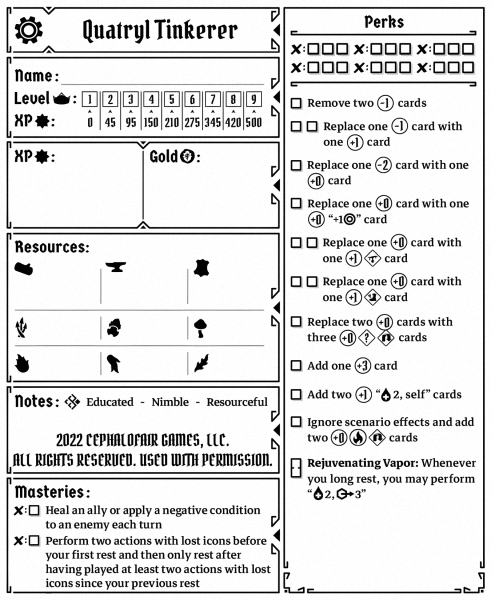 Quatryl Tinkerer
Name:
Level : 1 2 3 4 5 6 7 8 9
XP : 0 45 95 150 210 275 345 420 500
XP : Gold :
Resources:
Notes: Educated - Nimble - Resourceful
2022 CEPHALOFAIR GAMES, LLC.
ALL RIGHTS RESERVED. USED WITH PERMISSION.
Masteries:
Heal an ally or apply a negative condition
to an enemy each turn
Perform two actions with lost icons before
your first rest and then only rest after
having played at least two actions with lost
icons since your previous rest
Perks
Remove two -1 cards
Replace one -1 card with
one +1 card
Replace one -2 card with one
+0 card
Replace one +0 card with one
+0 “+1” card
Replace one +0 card with
one +1 card
Replace one +0 card with
one +1 card
Replace two +0 cards with
three +0 ? cards
Add one +3 card
Add two +1 “2, self” cards
Ignore scenario effects and add
two +0 cards
Rejuvenating Vapor: Whenever
you long rest, you may perform
“2, 3”